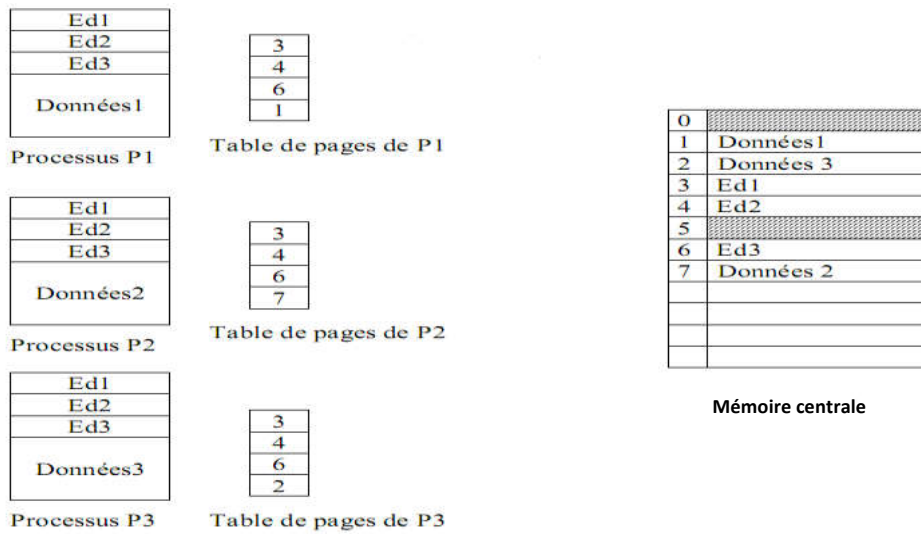 Ed1
Ed2
Ed3
Données1
Processus P1
3
4
6
1
Table de pages de P1
Ed1
Ed2
Ed3
Données2
Processus P2
3
4
6
7
Table de pages de P2
Ed1
Ed2
Ed3
Données3
Processus P3
3
4
6
2
Table de pages de P3
0
1 Données1
2 Données 3
3 Ed1
4 Ed2
5
6 Ed3
7 Données 2
Mémoire centrale